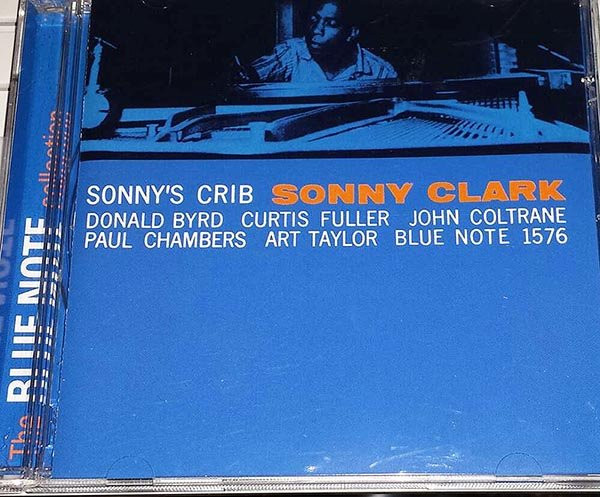 SONNY'S CRIB SONNY CLARK
DONALD BYRD CURTIS FULLER JOHN COLTRANE
PAUL CHAMBERS ART TAYLOR BLUE NOTE 1576
The BLUE NOTE collection